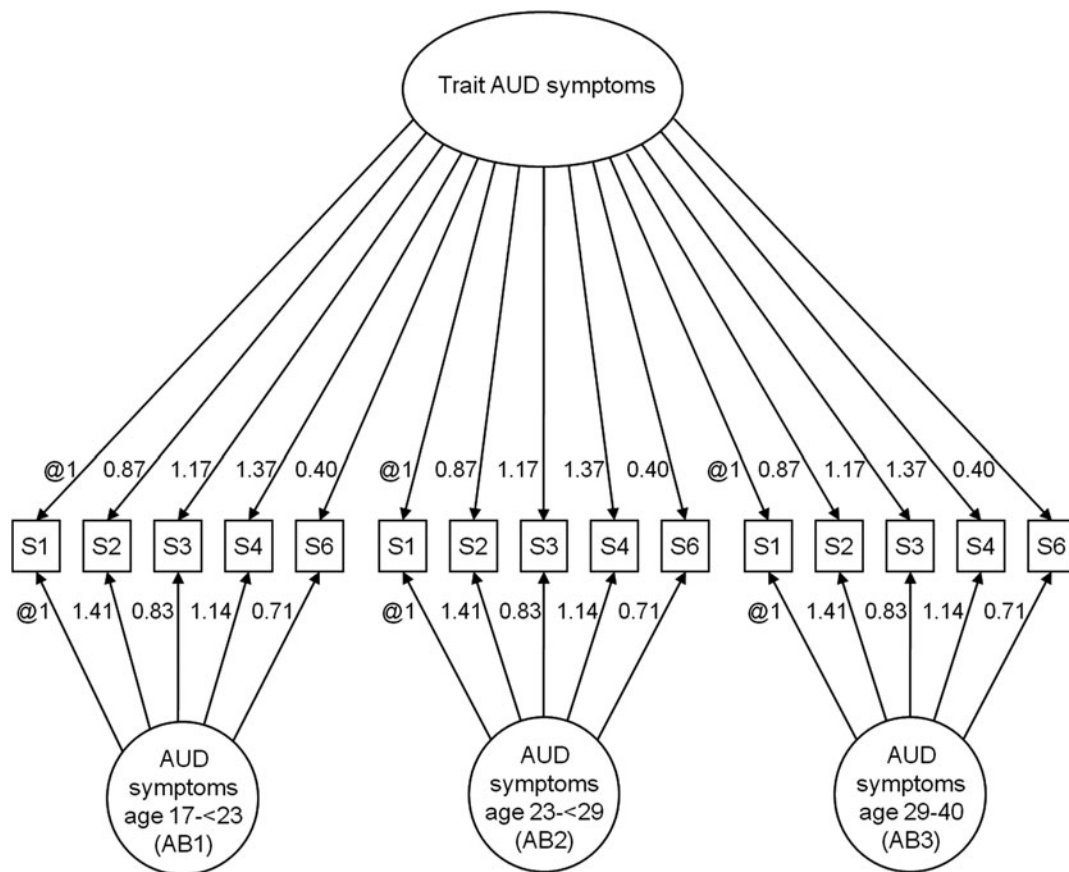 Trait AUD symptoms
@1 0.87 1.17 1.37 0.40 @1 0.87 1.17 1.37 0.40 @1 0.87 1.17 1.37 0.40
S1 S2 S3 S4 S6 S1 S2 S3 S4 S6 S1 S2 S3 S4 S6
@1 1.41 0.83 1.14 0.71 @1 1.41 0.83 1.14 0.71 @1 1.41 0.83 1.14 0.71
AUD
symptoms
age 17-<23
(AB1)
AUD
symptoms
age 23-<29
(AB2)
AUD
symptoms
age 29-40
(AB3)